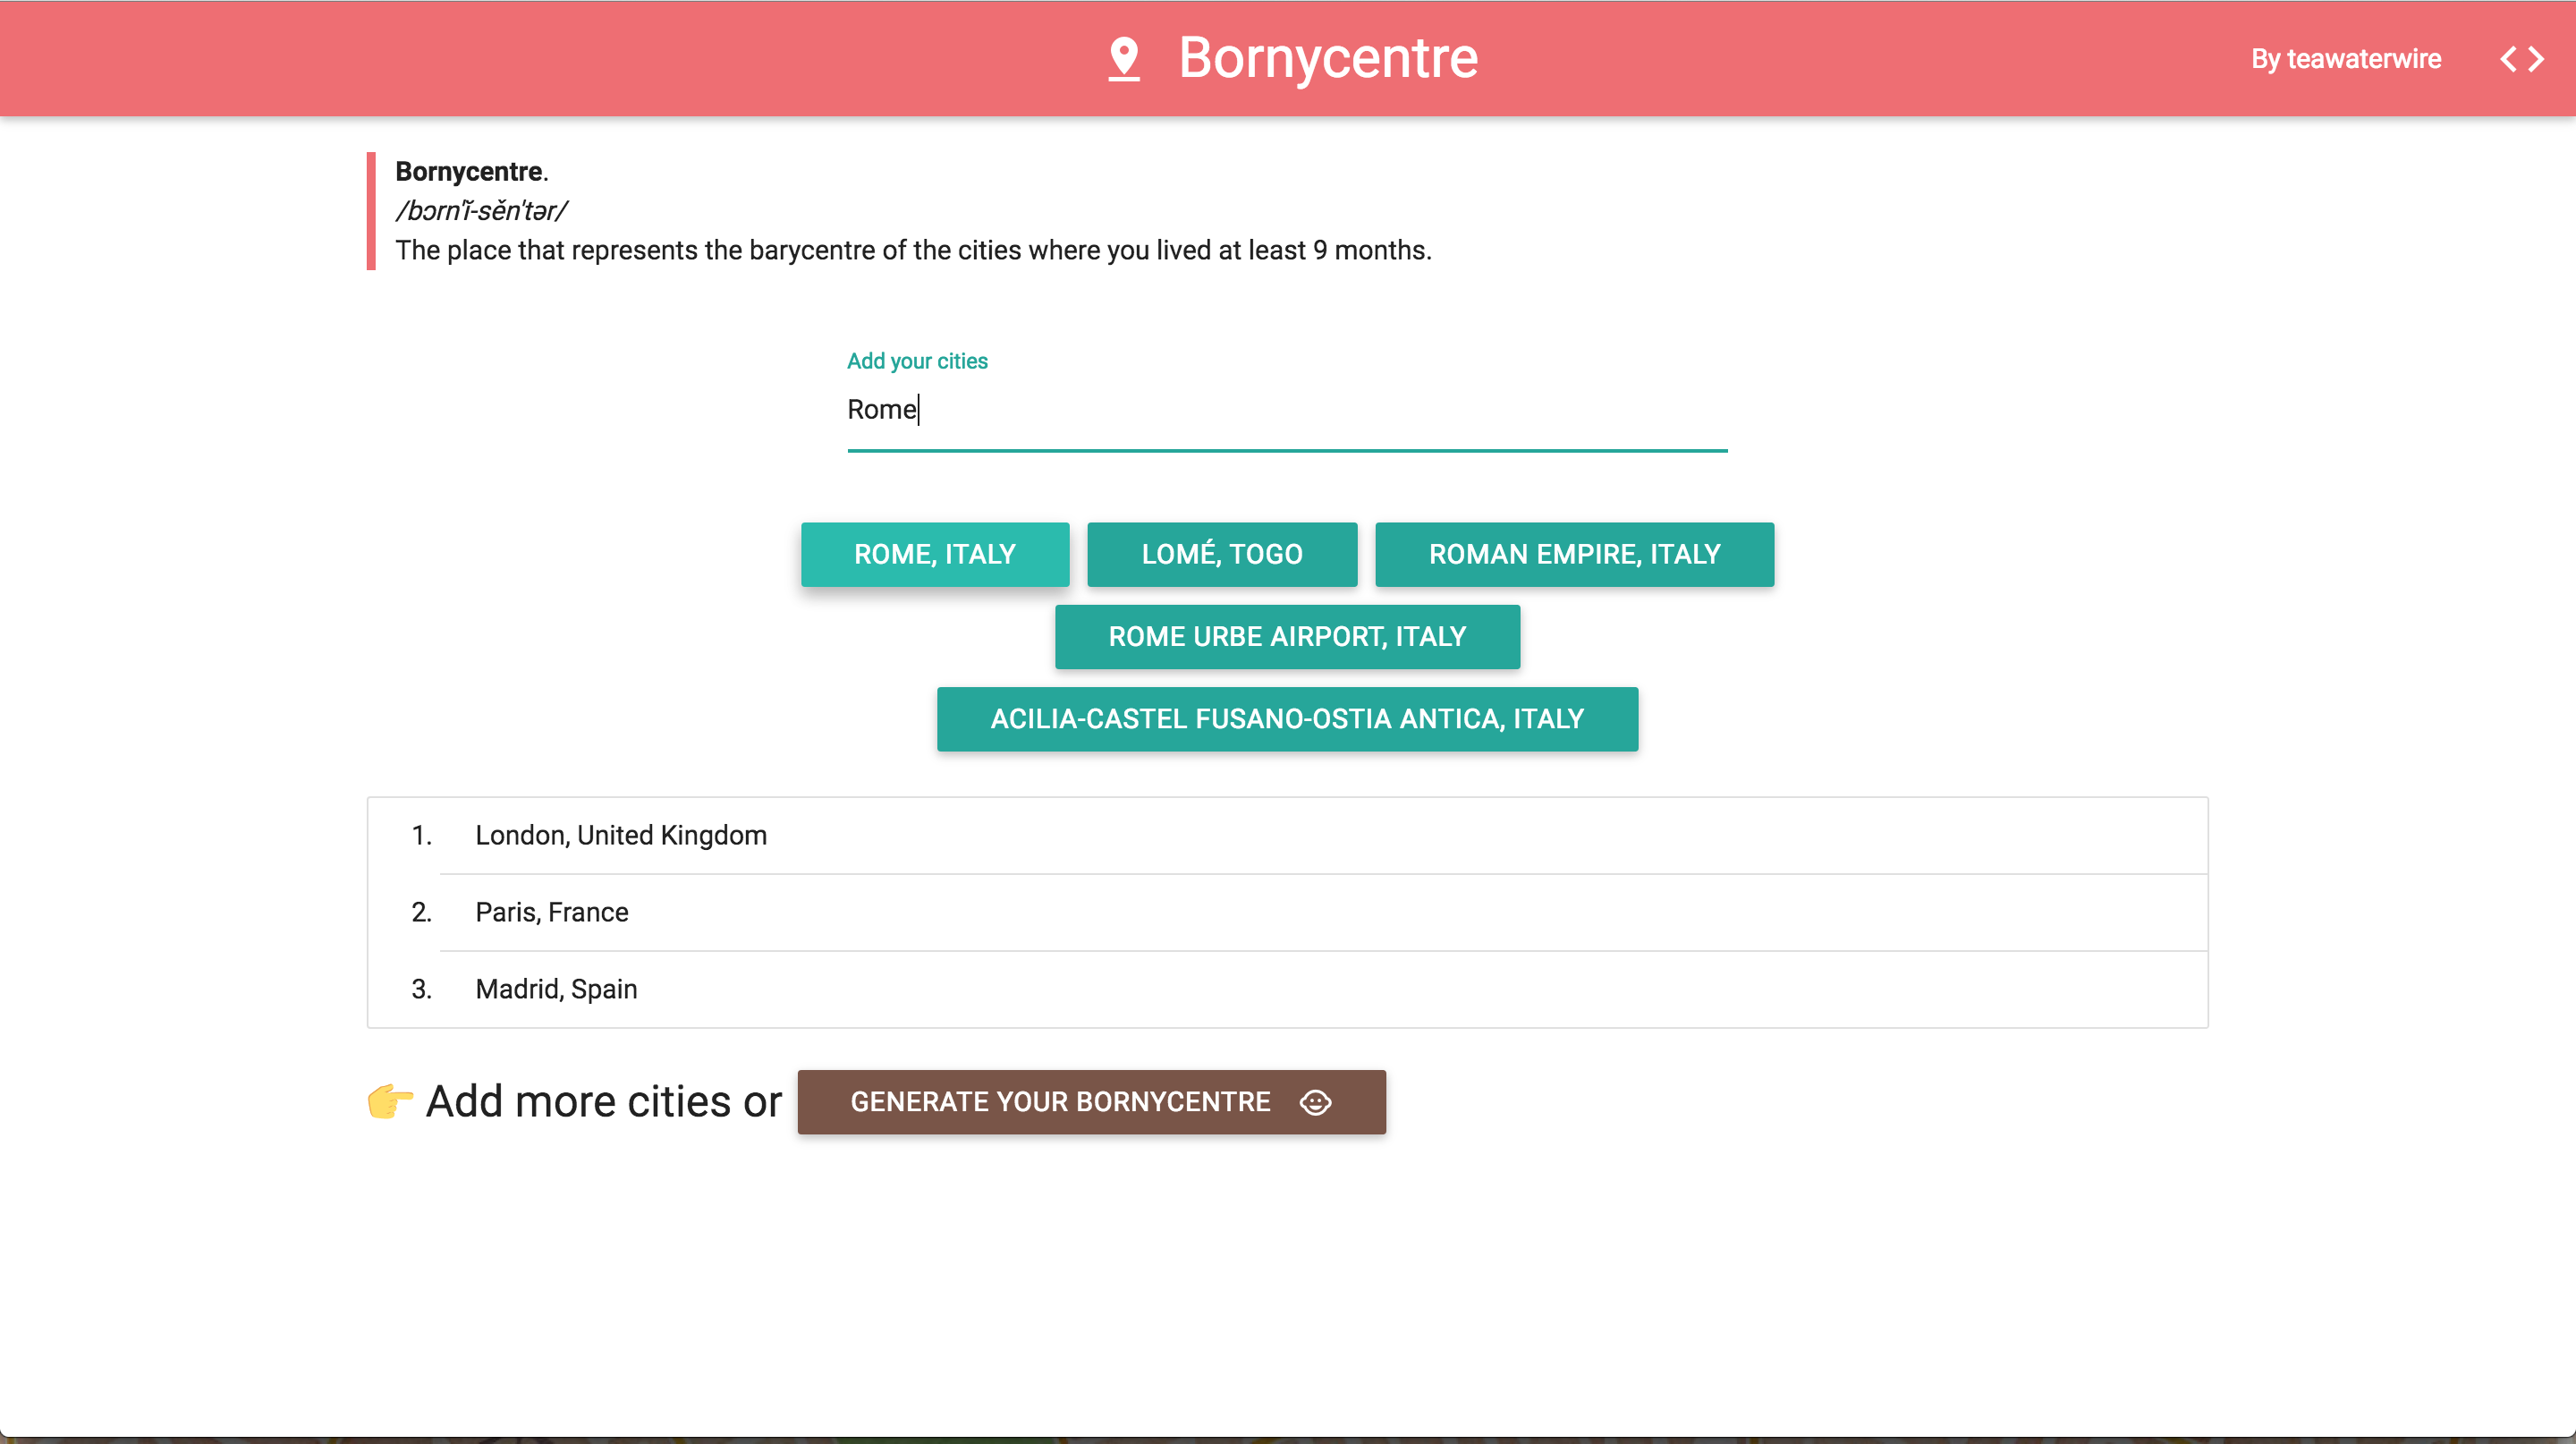 Bornycentre
By teawaterwire
Bornycentre.
/bɔrn'ĭ-sĕn'tər/
The place that represents the barycentre of the cities where you lived at least 9 months.
Add your cities
Rome
ROME, ITALY
LOMÉ, TOGO
ROMAN EMPIRE, ITALY
ROME URBE AIRPORT, ITALY
ACILIA-CASTEL FUSANO-OSTIA ANTICA, ITALY
1. London, United Kingdom
2. Paris, France
3. Madrid, Spain
👉 Add more cities or
GENERATE YOUR BORNYCENTRE